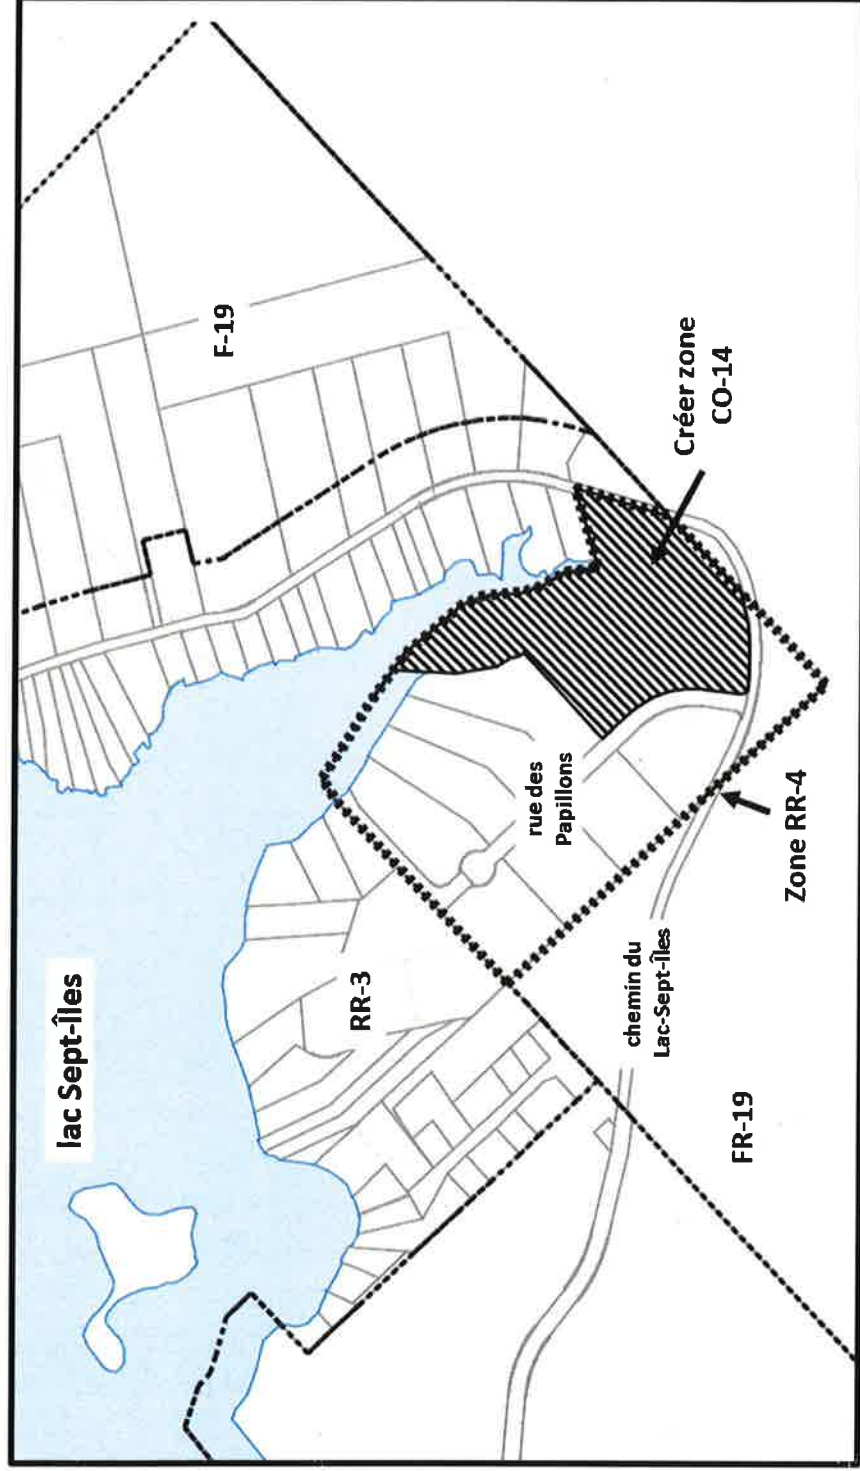 lac Sept-Îles
F-19
RR-3
rue des
Papillons
Créer zone
CO-14
Zone RR-4
chemin du
Lac-Sept-Îles
FR-19